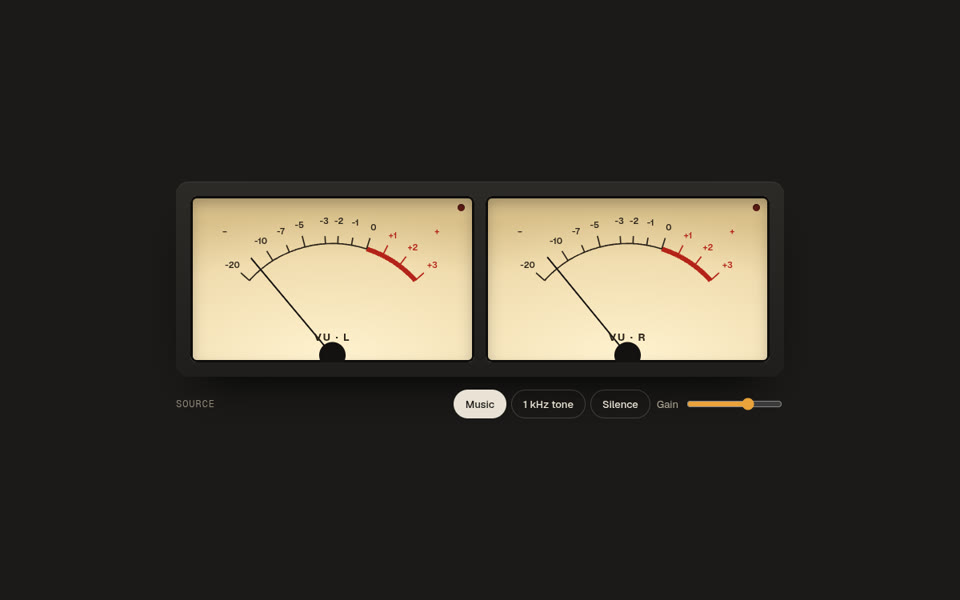 - -20 -10 -7 -5 -3 -2 -1 0 +1 +2 +3 +
VU · L
- -20 -10 -7 -5 -3 -2 -1 0 +1 +2 +3 +
VU · R
SOURCE
Music
1 kHz tone
Silence
Gain